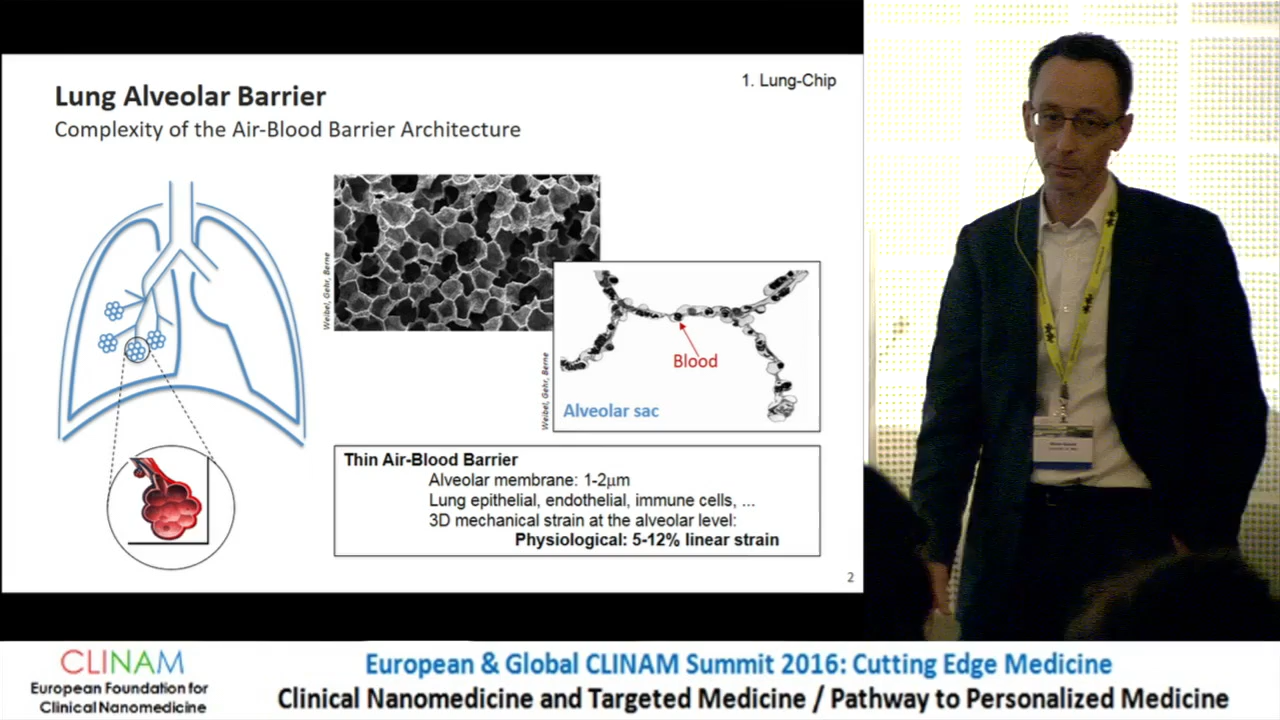 1. Lung-Chip
Lung Alveolar Barrier
Complexity of the Air-Blood Barrier Architecture
Weibel, Gehr, Berne
Weibel, Gehr, Berne
Blood
Alveolar sac
Thin Air-Blood Barrier
Alveolar membrane: 1-2μm
Lung epithelial, endothelial, immune cells, ...
3D mechanical strain at the alveolar level:
Physiological: 5-12% linear strain
2
CLINAM
European Foundation for
Clinical Nanomedicine
European & Global CLINAM Summit 2016: Cutting Edge Medicine
Clinical Nanomedicine and Targeted Medicine / Pathway to Personalized Medicine